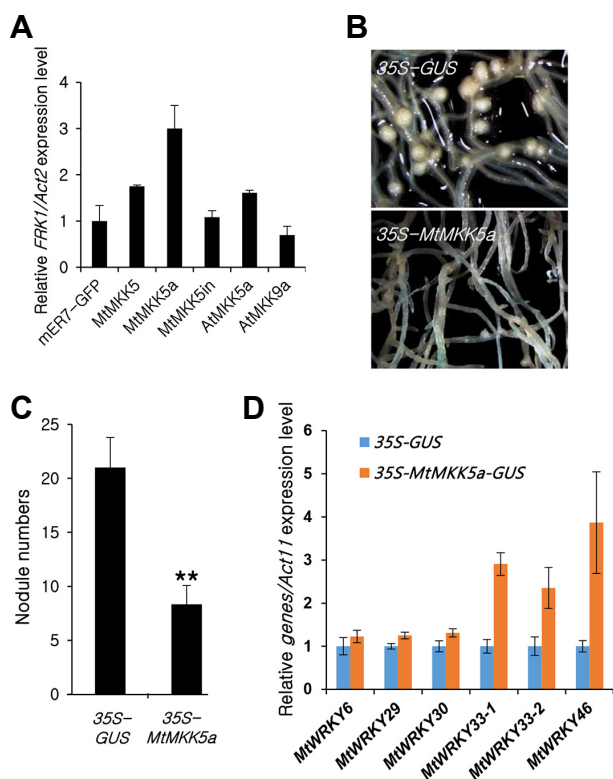 A
Relative FRK1/Act2 expression level
4
3
2
1
0
mER7-GFP
MtMKK5
MtMKK5a
MtMKK5in
AtMKK5a
AtMKK9a
B
35S-GUS
35S-MtMKK5a
C
Nodule numbers
25
20
15
10
5
0
**
35S-
GUS
35S-
MtMKK5a
D
Relative genes/Act11 expression level
6
5
4
3
2
1
0
35S-GUS
35S-MtMKK5a-GUS
MtWRKY6
MtWRKY29
MtWRKY30
MtWRKY33-1
MtWRKY33-2
MtWRKY46